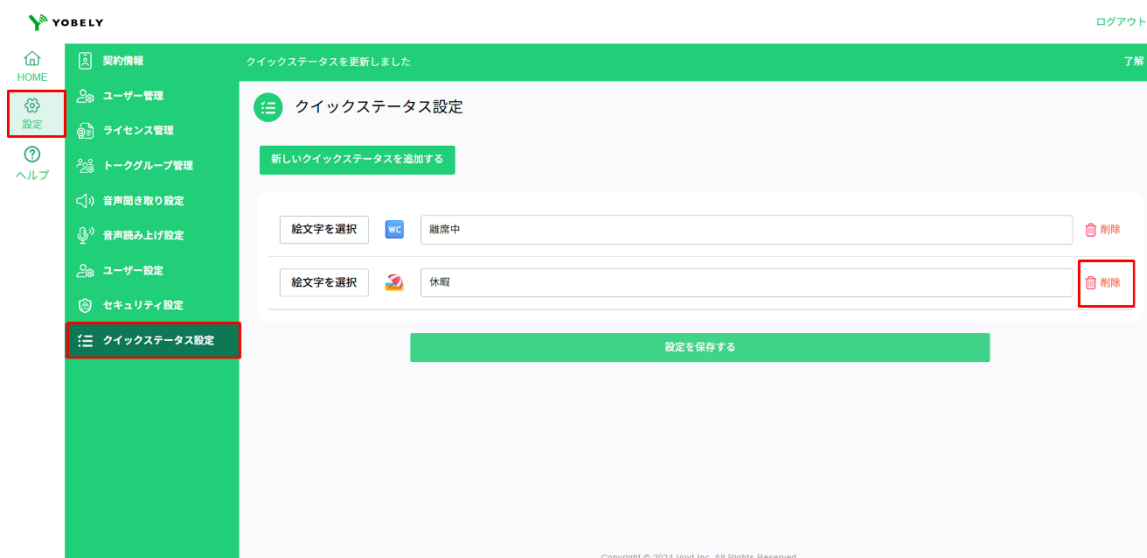 YOBELY
ログアウト
HOME
設定
ヘルプ
契約情報
ユーザー管理
ライセンス管理
トークグループ管理
音声聞き取り設定
音声読み上げ設定
ユーザー設定
セキュリティ設定
クイックステータス設定
クイックステータスを更新しました
了解
クイックステータス設定
新しいクイックステータスを追加する
絵文字を選択 WC 離席中 削除
絵文字を選択 休暇 削除
設定を保存する
Copyright © 2024 Voyt Inc. All Rights Reserved